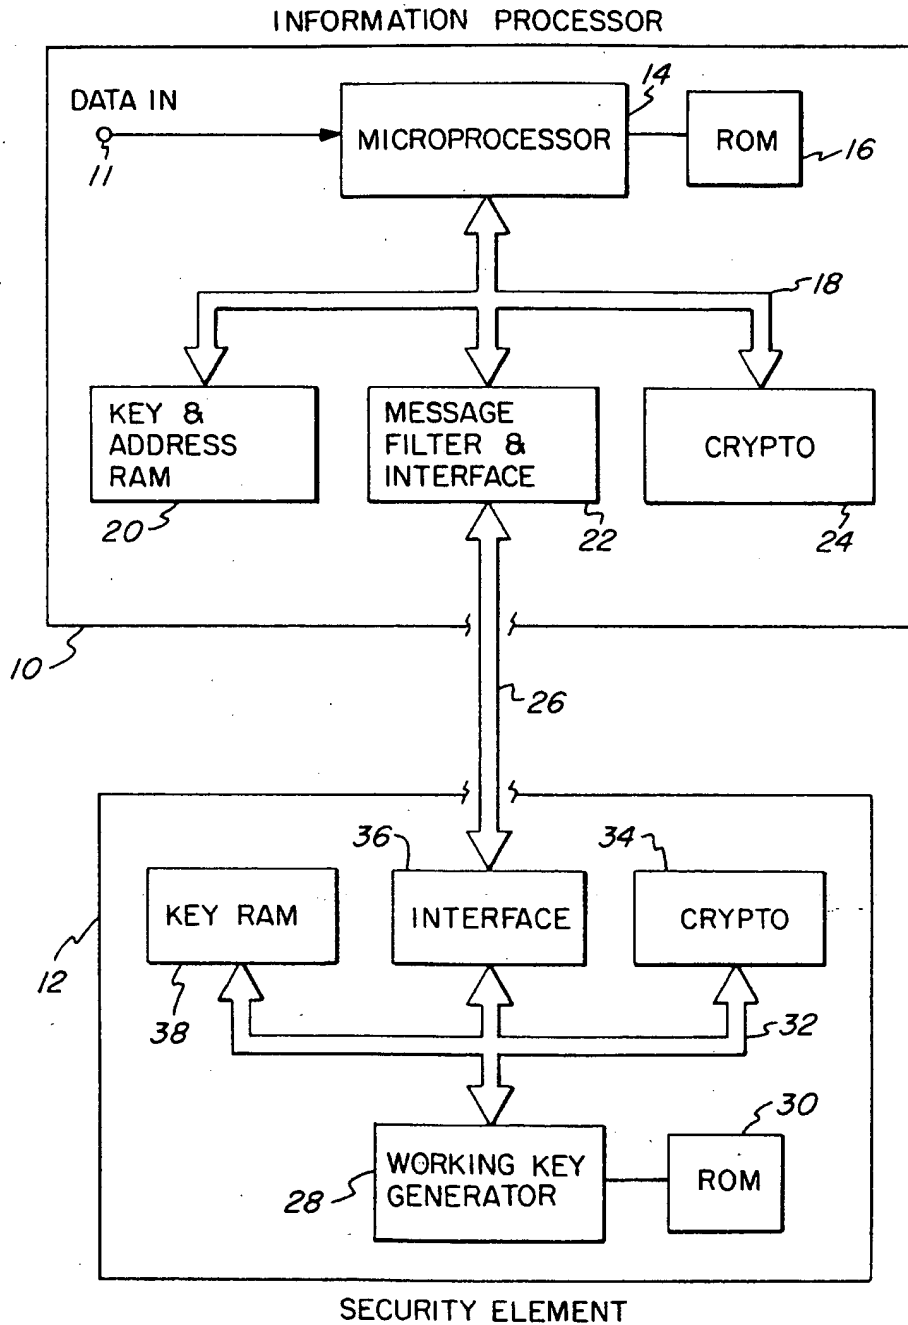 INFORMATION PROCESSOR
DATA IN
11
MICROPROCESSOR
14
ROM
16
18
KEY &
ADDRESS
RAM
20
MESSAGE
FILTER &
INTERFACE
22
CRYPTO
24
10
26
12
KEY RAM
38
36
INTERFACE
34
CRYPTO
32
WORKING KEY
GENERATOR
28
30
ROM
SECURITY ELEMENT